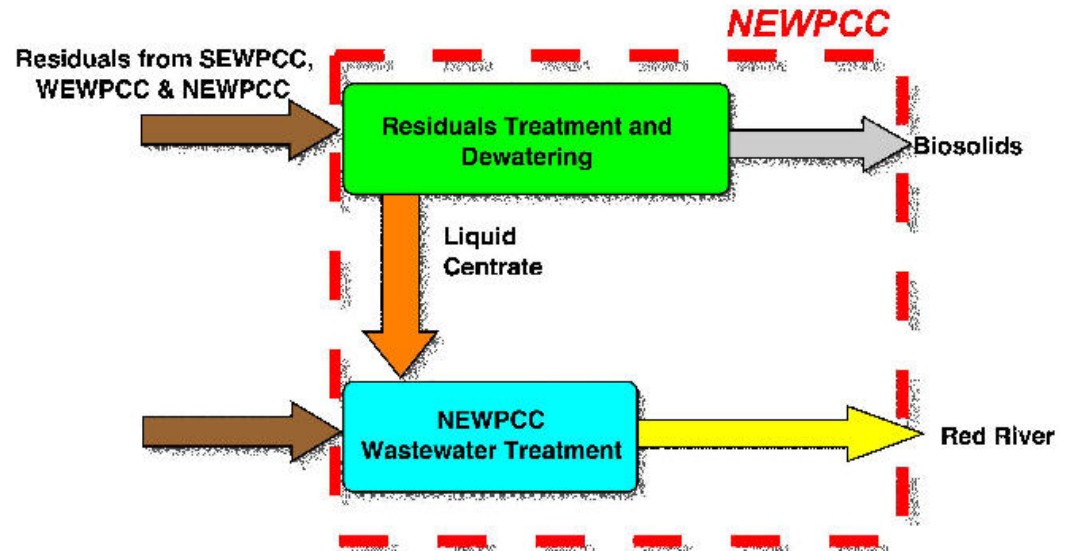 NEWPCC
Residuals from SEWPCC,
WEWPCC & NEWPCC
Residuals Treatment and
Dewatering
Biosolids
Liquid
Centrate
NEWPCC
Wastewater Treatment
Red River